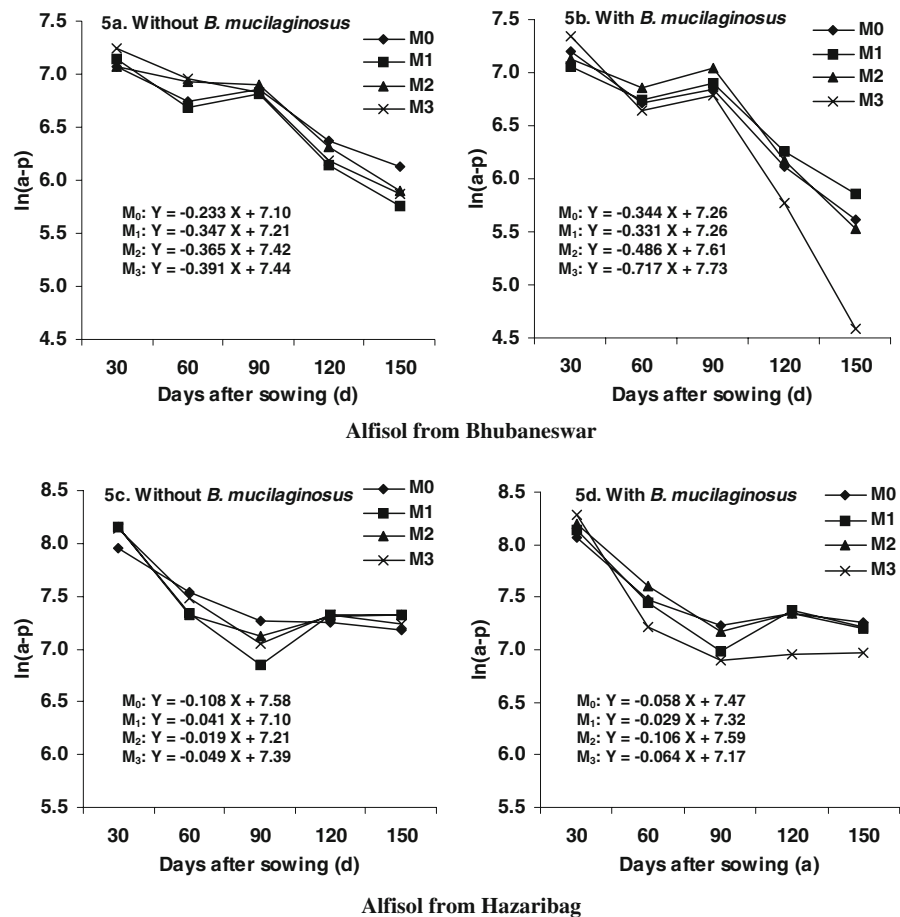 5a. Without B. mucilaginosus
M0
M1
M2
M3
7.5
7.0
6.5
6.0
5.5
5.0
4.5
ln(a-p)
M₀: Y = -0.233 X + 7.10
M₁: Y = -0.347 X + 7.21
M₂: Y = -0.365 X + 7.42
M₃: Y = -0.391 X + 7.44
30 60 90 120 150
Days after sowing (d)
5b. With B. mucilaginosus
M0
M1
M2
M3
7.5
7.0
6.5
6.0
5.5
5.0
4.5
ln(a-p)
M₀: Y = -0.344 X + 7.26
M₁: Y = -0.331 X + 7.26
M₂: Y = -0.486 X + 7.61
M₃: Y = -0.717 X + 7.73
30 60 90 120 150
Days after sowing (d)
Alfisol from Bhubaneswar
5c. Without B. mucilaginosus
M0
M1
M2
M3
8.5
8.0
7.5
7.0
6.5
6.0
5.5
ln(a-p)
M₀: Y = -0.108 X + 7.58
M₁: Y = -0.041 X + 7.10
M₂: Y = -0.019 X + 7.21
M₃: Y = -0.049 X + 7.39
30 60 90 120 150
Days after sowing (d)
5d. With B. mucilaginosus
M0
M1
M2
M3
8.5
8.0
7.5
7.0
6.5
6.0
5.5
ln(a-p)
M₀: Y = -0.058 X + 7.47
M₁: Y = -0.029 X + 7.32
M₂: Y = -0.106 X + 7.59
M₃: Y = -0.064 X + 7.17
30 60 90 120 150
Days after sowing (a)
Alfisol from Hazaribag